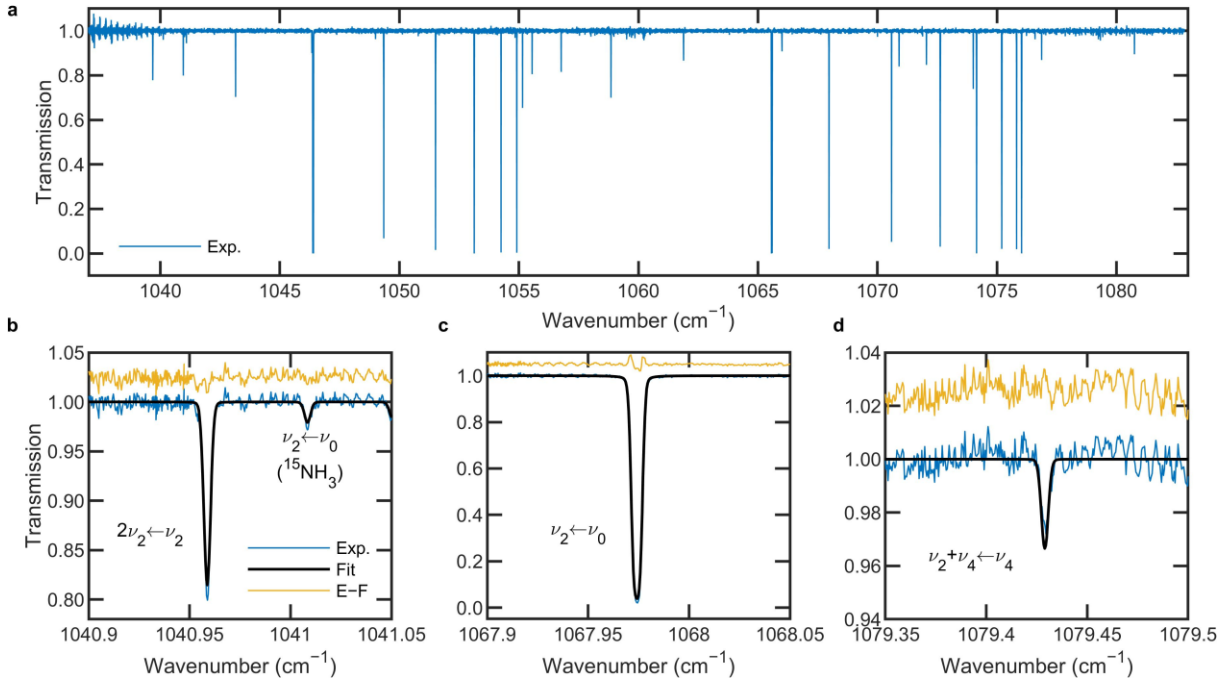 a
1.0
0.8
0.6
0.4
0.2
0.0
Transmission
Exp.
1040 1045 1050 1055 1060 1065 1070 1075 1080
Wavenumber (cm⁻¹)
b
1.05
1.00
0.95
0.90
0.85
0.80
Transmission
ν₂←ν₀
(¹⁵NH₃)
2ν₂←ν₂
Exp.
Fit
E−F
1040.9 1040.95 1041 1041.05
Wavenumber (cm⁻¹)
c
1.0
0.8
0.6
0.4
0.2
0.0
ν₂←ν₀
1067.9 1067.95 1068 1068.05
Wavenumber (cm⁻¹)
d
1.04
1.02
1.00
0.98
0.96
0.94
ν₂+ν₄←ν₄
1079.35 1079.4 1079.45 1079.5
Wavenumber (cm⁻¹)